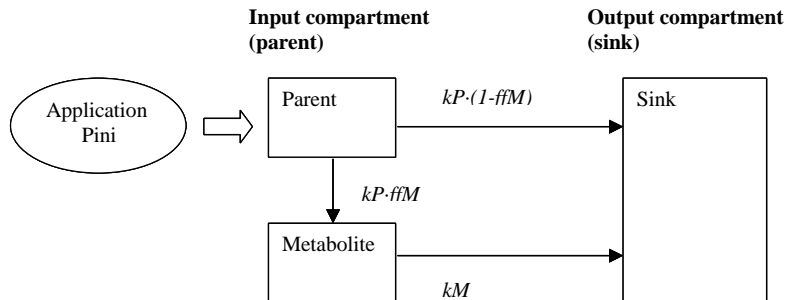 Input compartment
(parent)
Output compartment
(sink)
Application
Pini
Parent
kP·(1-ffM)
Sink
kP·ffM
Metabolite
kM